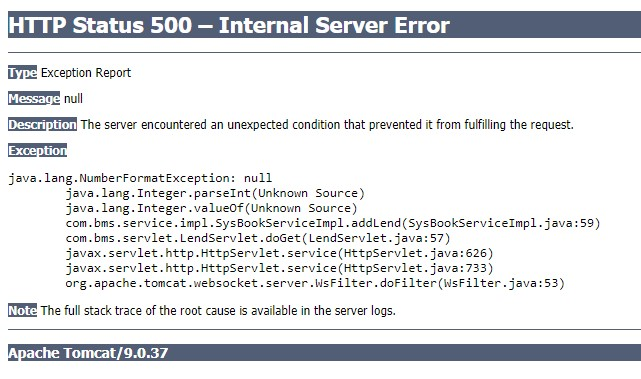 HTTP Status 500 – Internal Server Error
Type Exception Report
Message null
Description The server encountered an unexpected condition that prevented it from fulfilling the request.
Exception
java.lang.NumberFormatException: null
java.lang.Integer.parseInt(Unknown Source)
java.lang.Integer.valueOf(Unknown Source)
com.bms.service.impl.SysBookServiceImpl.addLend(SysBookServiceImpl.java:59)
com.bms.servlet.LendServlet.doGet(LendServlet.java:57)
javax.servlet.http.HttpServlet.service(HttpServlet.java:626)
javax.servlet.http.HttpServlet.service(HttpServlet.java:733)
org.apache.tomcat.websocket.server.WsFilter.doFilter(WsFilter.java:53)
Note The full stack trace of the root cause is available in the server logs.
Apache Tomcat/9.0.37